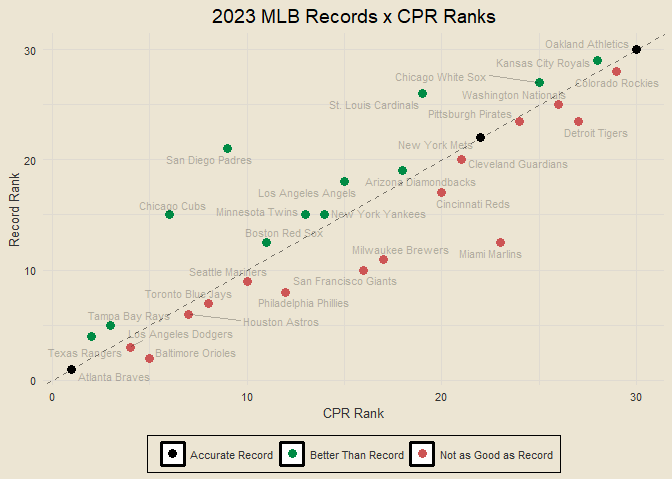 2023 MLB Records x CPR Ranks
Oakland Athletics
Kansas City Royals
Chicago White Sox
Colorado Rockies
Washington Nationals
St. Louis Cardinals
Pittsburgh Pirates
Detroit Tigers
New York Mets
San Diego Padres
Cleveland Guardians
Arizona Diamondbacks
Los Angeles Angels
Chicago Cubs
Minnesota Twins
New York Yankees
Cincinnati Reds
Boston Red Sox
Milwaukee Brewers
Miami Marlins
Seattle Mariners
San Francisco Giants
Toronto Blue Jays
Philadelphia Phillies
Tampa Bay Rays
Houston Astros
Los Angeles Dodgers
Texas Rangers
Baltimore Orioles
Atlanta Braves
30
20
10
0
Record Rank
0
10
20
30
CPR Rank
Accurate Record
Better Than Record
Not as Good as Record